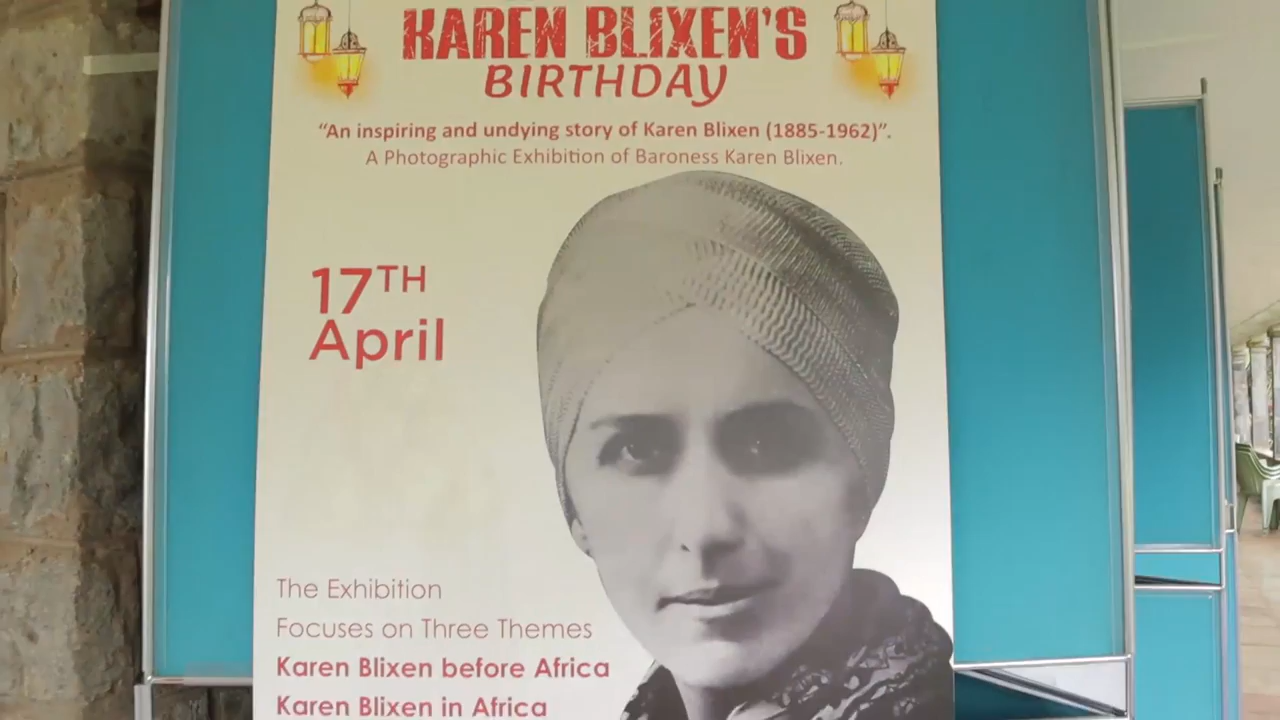 KAREN BLIXEN'S
BIRTHDAY
“An inspiring and undying story of Karen Blixen (1885-1962)”.
A Photographic Exhibition of Baroness Karen Blixen.
17TH
April
The Exhibition
Focuses on Three Themes
Karen Blixen before Africa
Karen Blixen in Africa